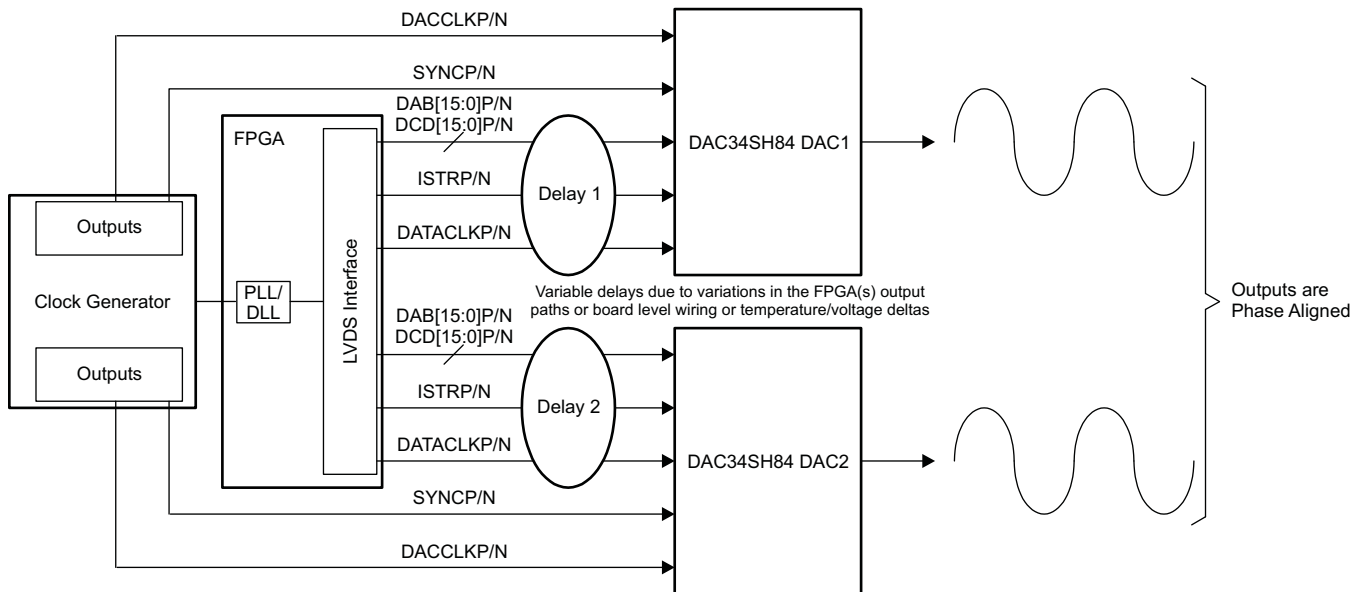 DACCLKP/N
SYNCP/N
DAB[15:0]P/N
DCD[15:0]P/N
FPGA
DAC34SH84 DAC1
ISTRP/N
Delay 1
Outputs
DATACLKP/N
LVDS Interface
Clock Generator
PLL/
DLL
Variable delays due to variations in the FPGA(s) output
paths or board level wiring or temperature/voltage deltas
Outputs are
Phase Aligned
DAB[15:0]P/N
DCD[15:0]P/N
Outputs
ISTRP/N
Delay 2
DATACLKP/N
DAC34SH84 DAC2
SYNCP/N
DACCLKP/N